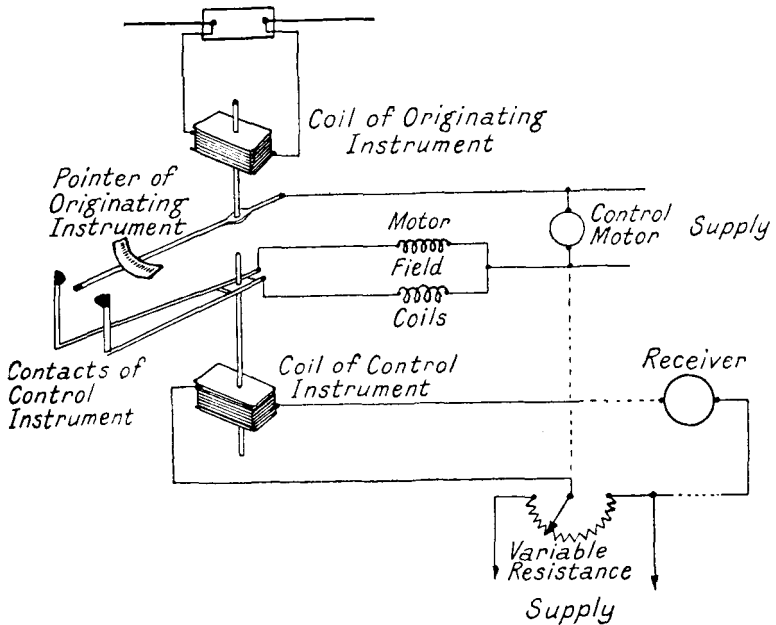 Coil of Originating
Instrument
Pointer of
Originating
Instrument
Motor
Field
Coils
Control
Motor
Supply
Contacts of
Control
Instrument
Coil of Control
Instrument
Receiver
Variable
Resistance
Supply